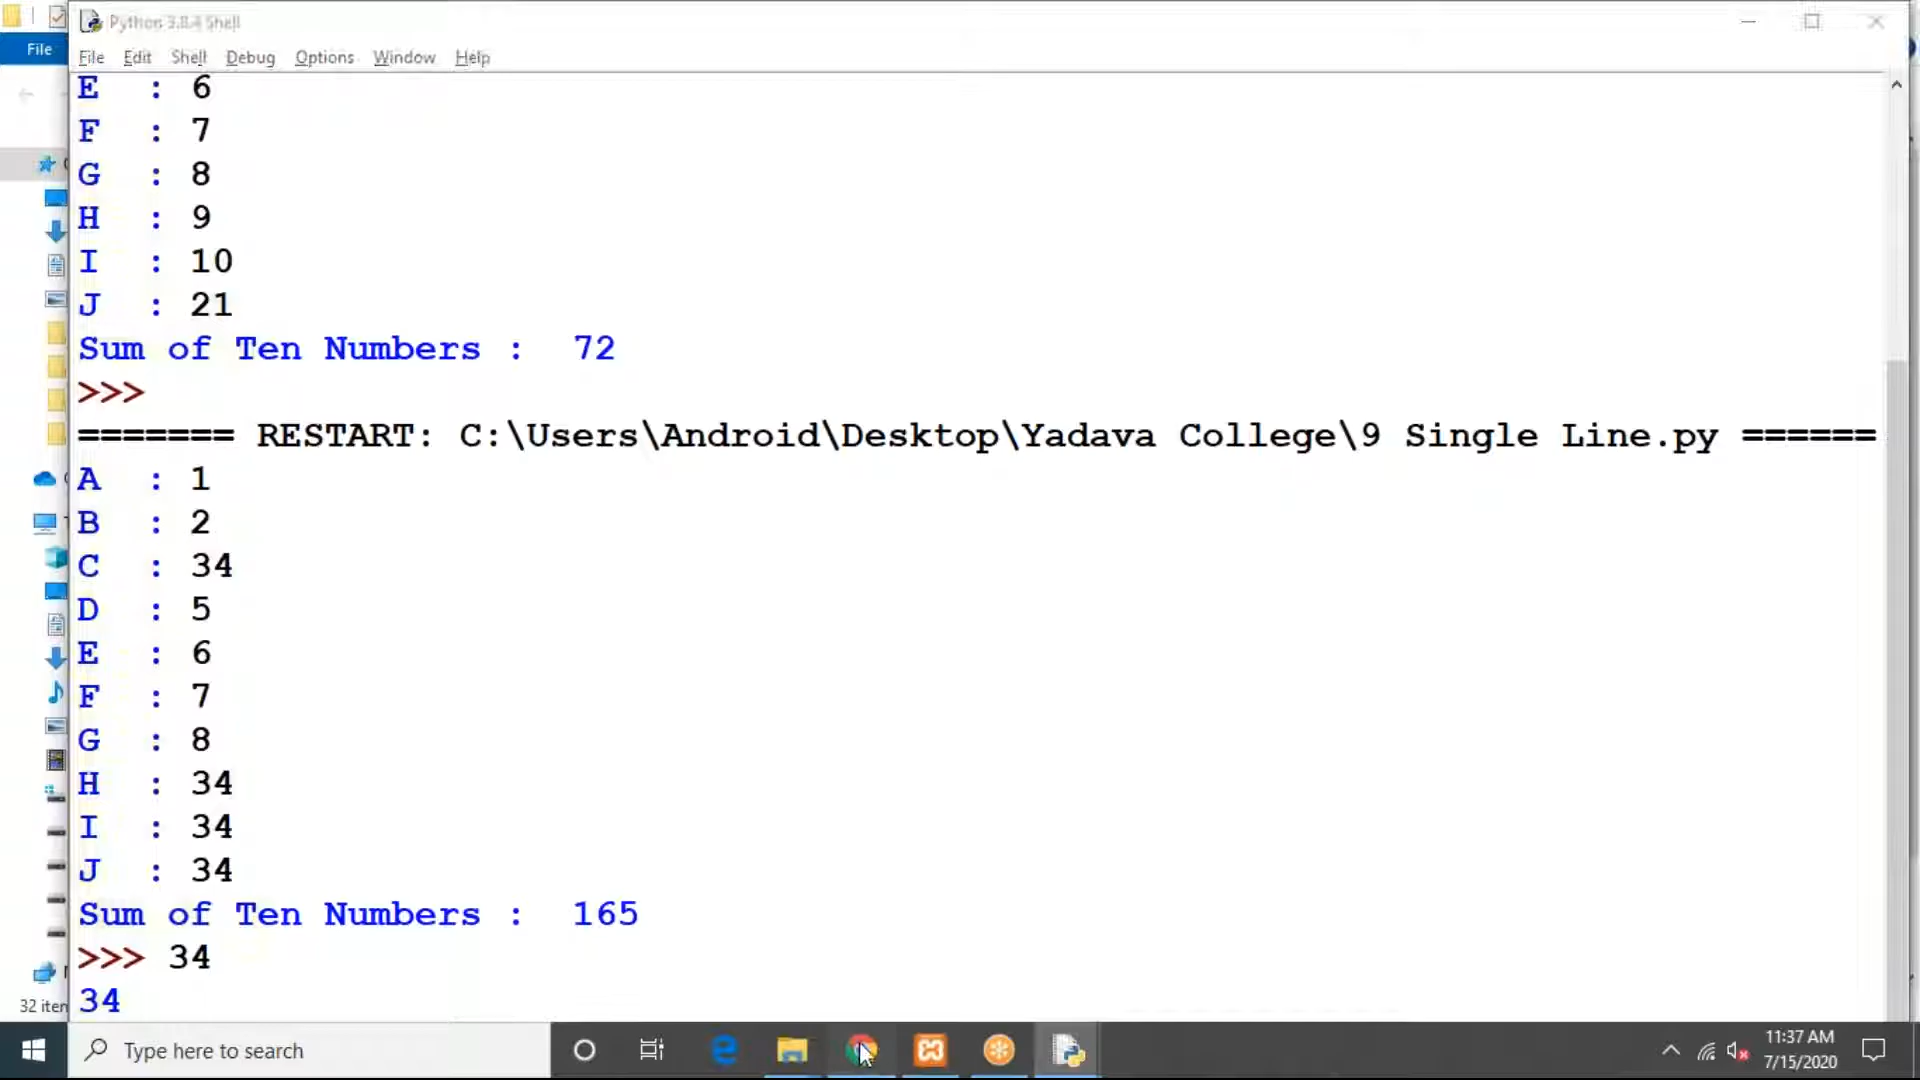 Python 3.8.4 Shell
File
File Edit Shell Debug Options Window Help
E : 6
F : 7
G : 8
H : 9
I : 10
J : 21
Sum of Ten Numbers : 72
>>>
======= RESTART: C:\Users\Android\Desktop\Yadava College\9 Single Line.py ======
A : 1
B : 2
C : 34
D : 5
E : 6
F : 7
G : 8
H : 34
I : 34
J : 34
Sum of Ten Numbers : 165
>>> 34
34
32 item
Type here to search
11:37 AM
7/15/2020